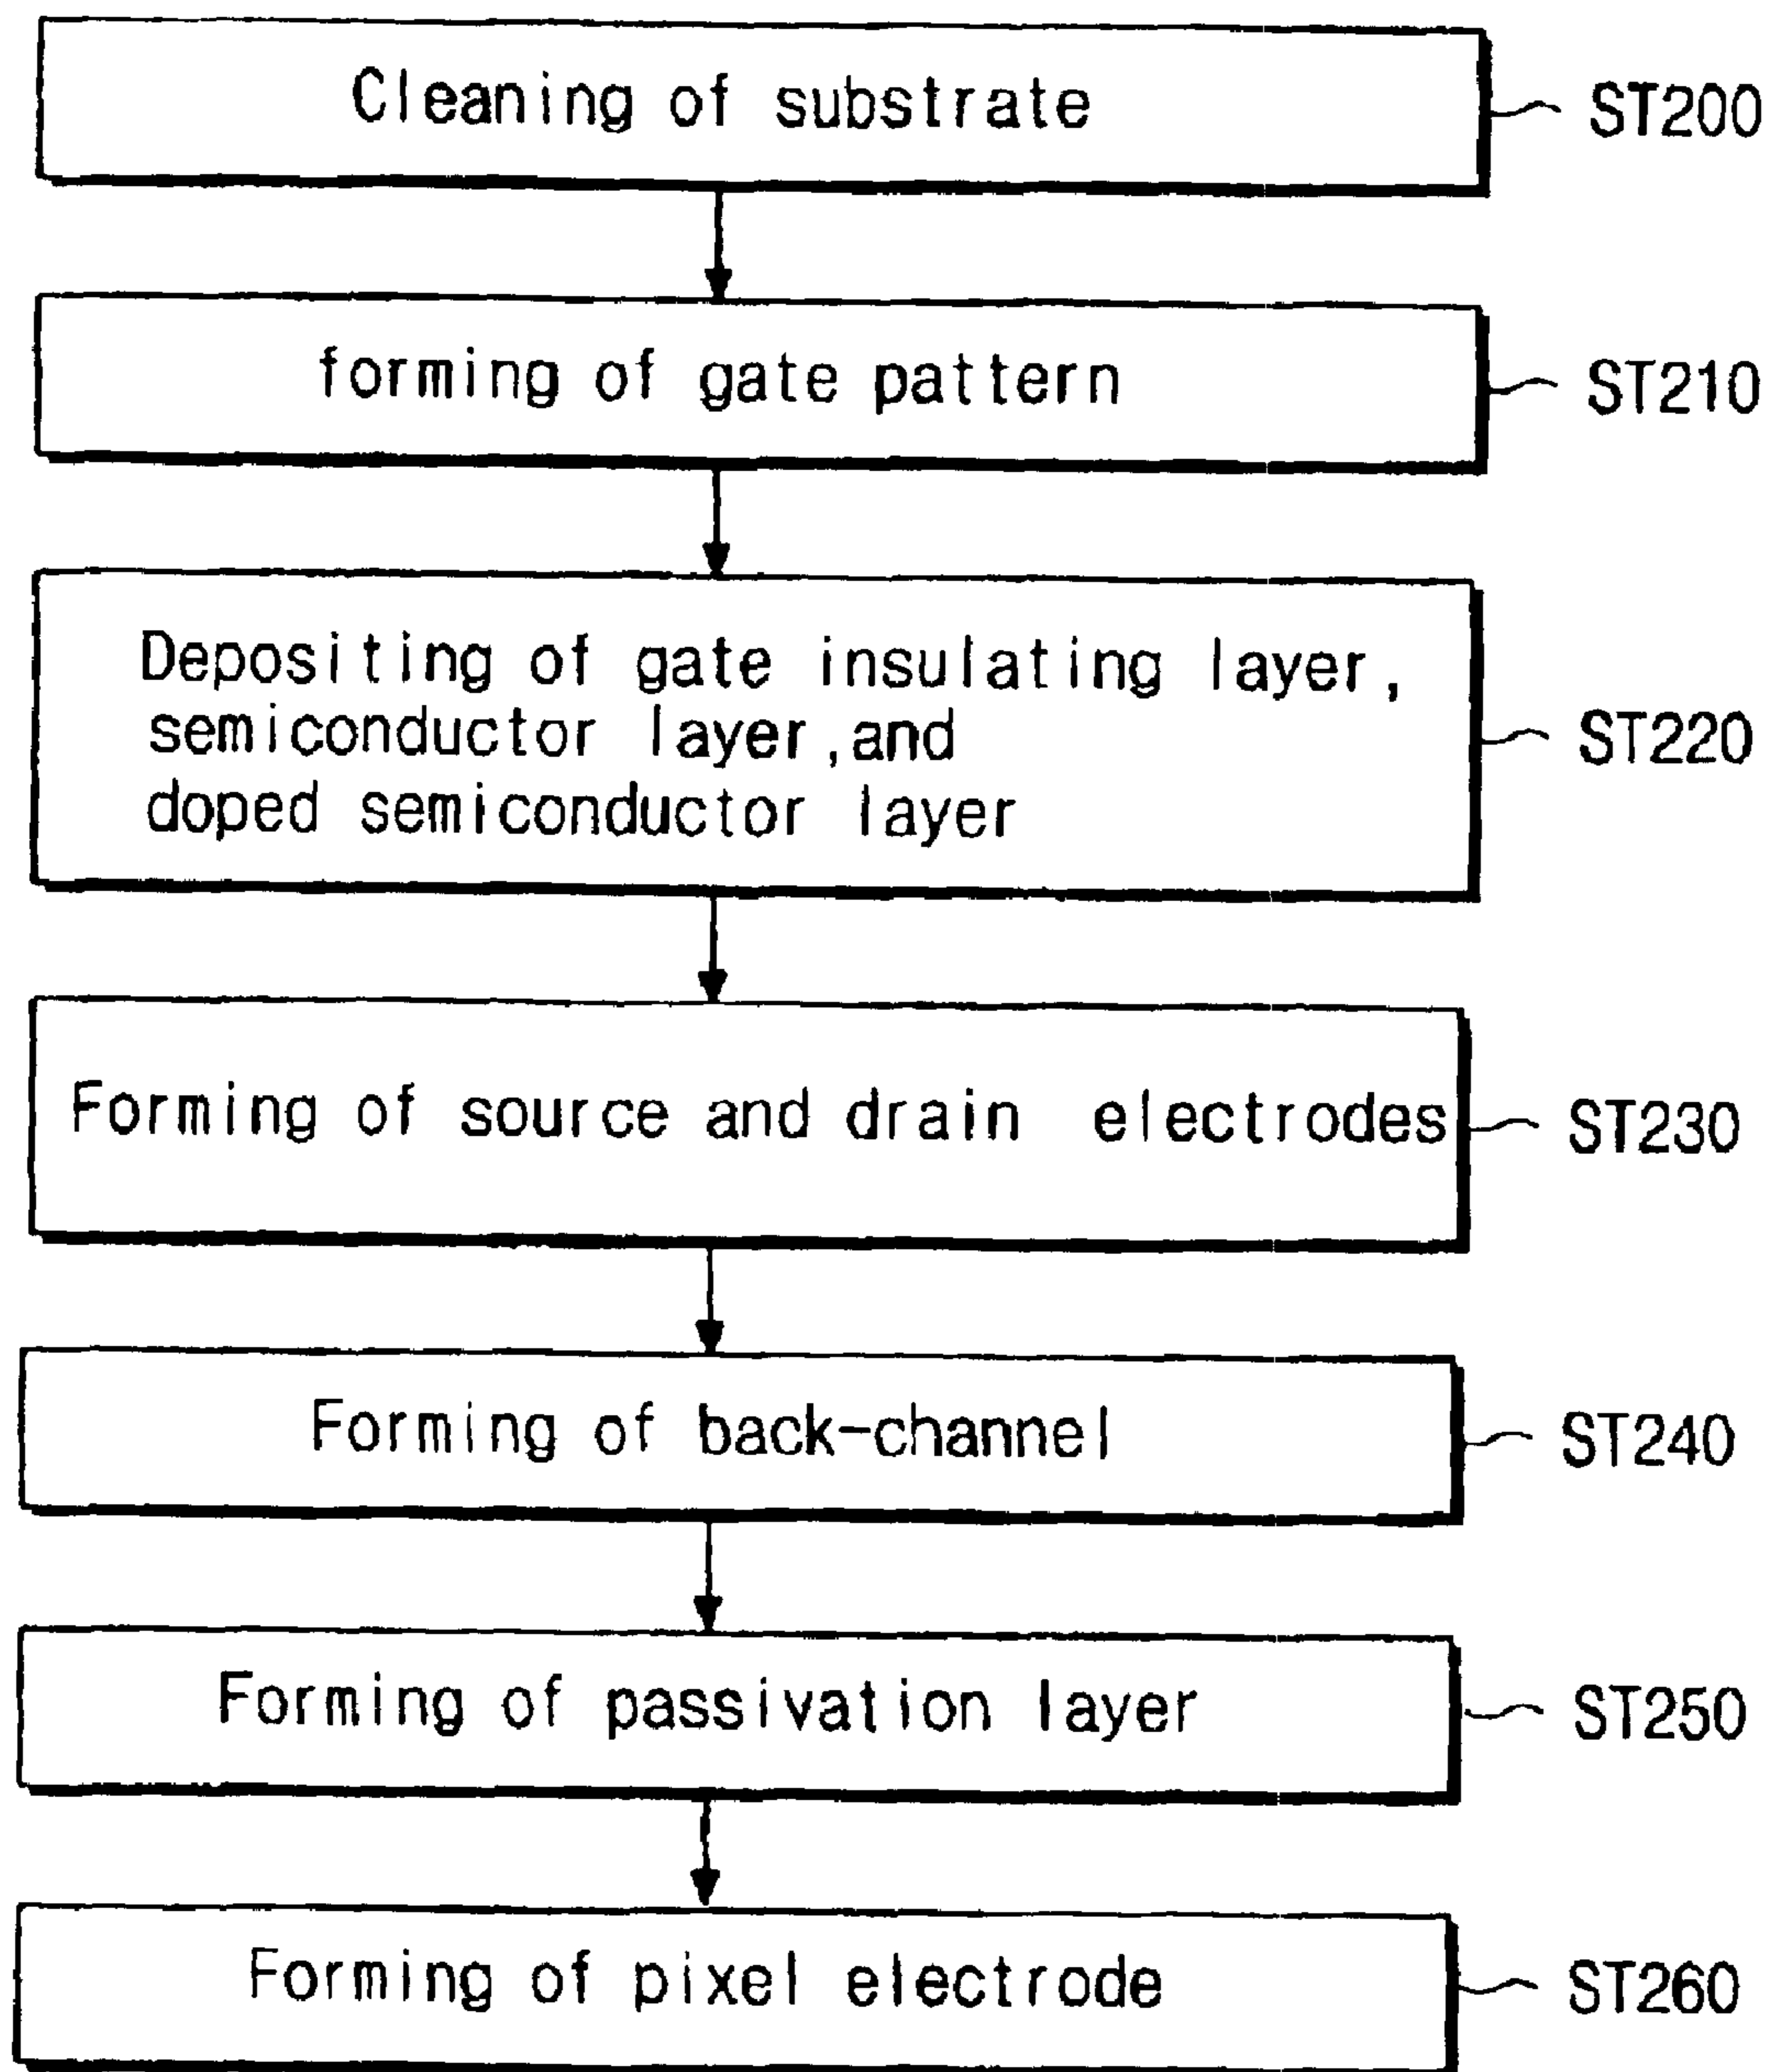 Cleaning of substrate
ST200
forming of gate pattern
ST210
Depositing of gate insulating layer,
semiconductor layer,and
doped semiconductor layer
ST220
Forming of source and drain electrodes
ST230
Forming of back-channel
ST240
Forming of passivation layer
ST250
Forming of pixel electrode
ST260